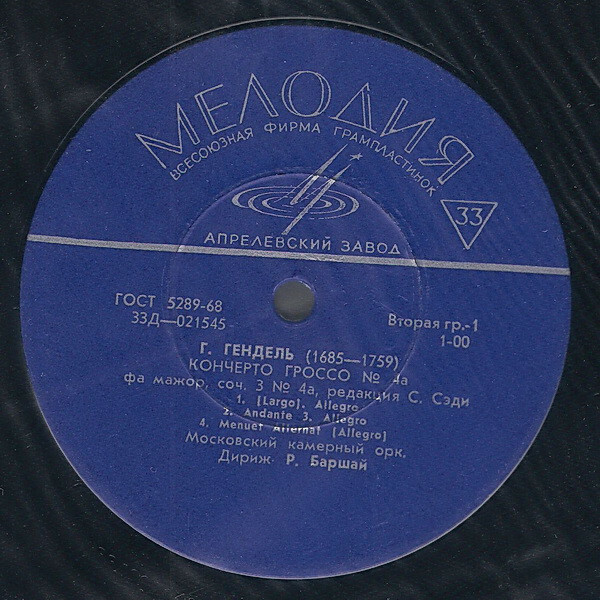 МЕЛОДИЯ
ВСЕСОЮЗНАЯ ФИРМА ГРАМПЛАСТИНОК
33
АПРЕЛЕВСКИЙ ЗАВОД
ГОСТ 5289-68
33Д—021545
Вторая гр.-1
1-00
Г. ГЕНДЕЛЬ (1685—1759)
КОНЧЕРТО ГРОССО № 4а
фа мажор, соч. 3 № 4а, редакция С. Сэди
1. (Largo). Allegro
2. Andante 3. Allegro
4. Menuet Alternat (Allegro)
Московский камерный орк.
Дириж. Р. Баршай